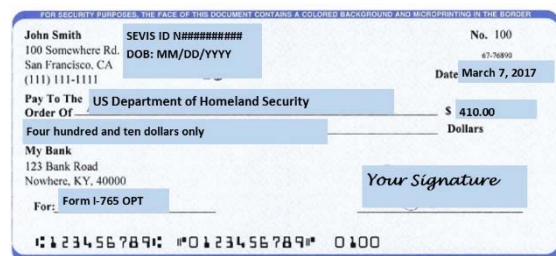 FOR SECURITY PURPOSES, THE FACE OF THIS DOCUMENT CONTAINS A COLORED BACKGROUND AND MICROPRINTING IN THE BORDER
John Smith SEVIS ID N########## No. 100
100 Somewhere Rd. DOB: MM/DD/YYYY 67-76890
San Francisco, CA
(111) 111-1111 Date March 7, 2017
Pay To The US Department of Homeland Security
Order Of $ 410.00
Four hundred and ten dollars only Dollars
My Bank
123 Bank Road
Nowhere, KY, 40000 Your Signature
For: Form I-765 OPT
⑆123456789⑆ ⑈0123456789⑈ 0100